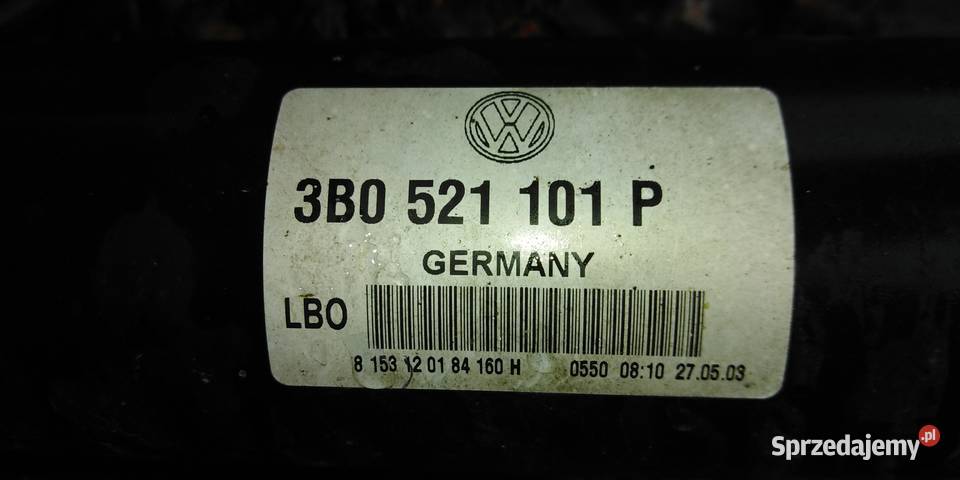 3B0 521 101 P
GERMANY
LBO
8 153 12 01 84 160 H 0550 08:10 27.05.03
Sprzedajemy.pl